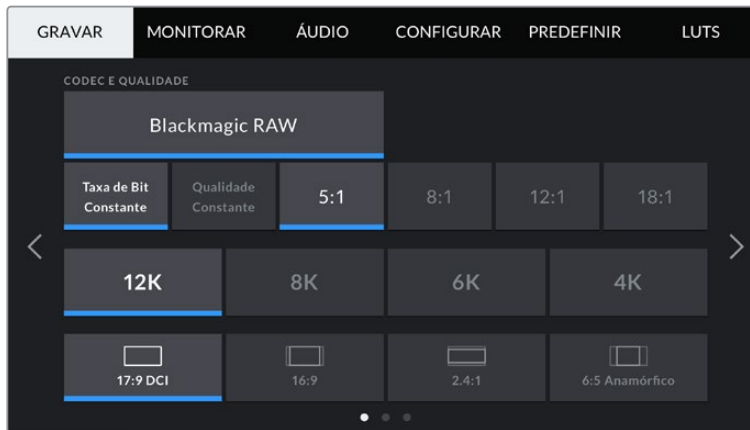 GRAVAR MONITORAR ÁUDIO CONFIGURAR PREDEFINIR LUTS
CODEC E QUALIDADE
Blackmagic RAW
Taxa de Bit
Constante
Qualidade
Constante
5:1
8:1
12:1
18:1
12K
8K
6K
4K
17:9 DCI
16:9
2.4:1
6:5 Anamórfico